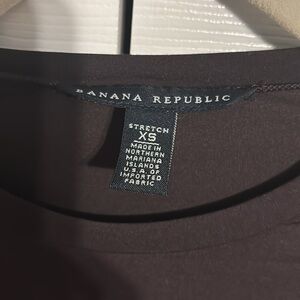 BANANA REPUBLIC
STRETCH
XS
MADE IN
NORTHERN
MARIANA
ISLANDS
U.S.A. OF
IMPORTED
FABRIC